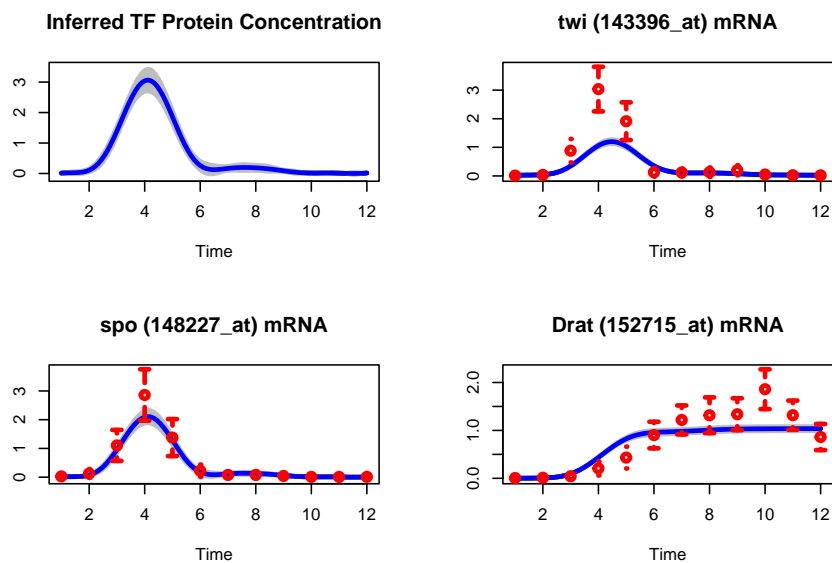 Inferred TF Protein Concentration
3
2
1
0
2 4 6 8 10 12
Time
twi (143396_at) mRNA
3
2
1
0
2 4 6 8 10 12
Time
spo (148227_at) mRNA
3
2
1
0
2 4 6 8 10 12
Time
Drat (152715_at) mRNA
2.0
1.0
0.0
2 4 6 8 10 12
Time